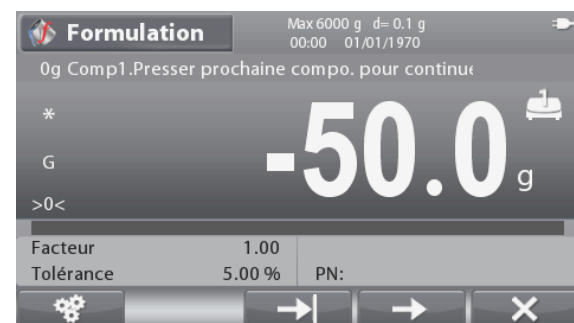 Formulation
Max 6000 g d= 0.1 g
00:00 01/01/1970
0g Comp1.Presser prochaine compo. pour continue
*
1
G
-50.0 g
>0<
Facteur 1.00
Tolérance 5.00 % PN: